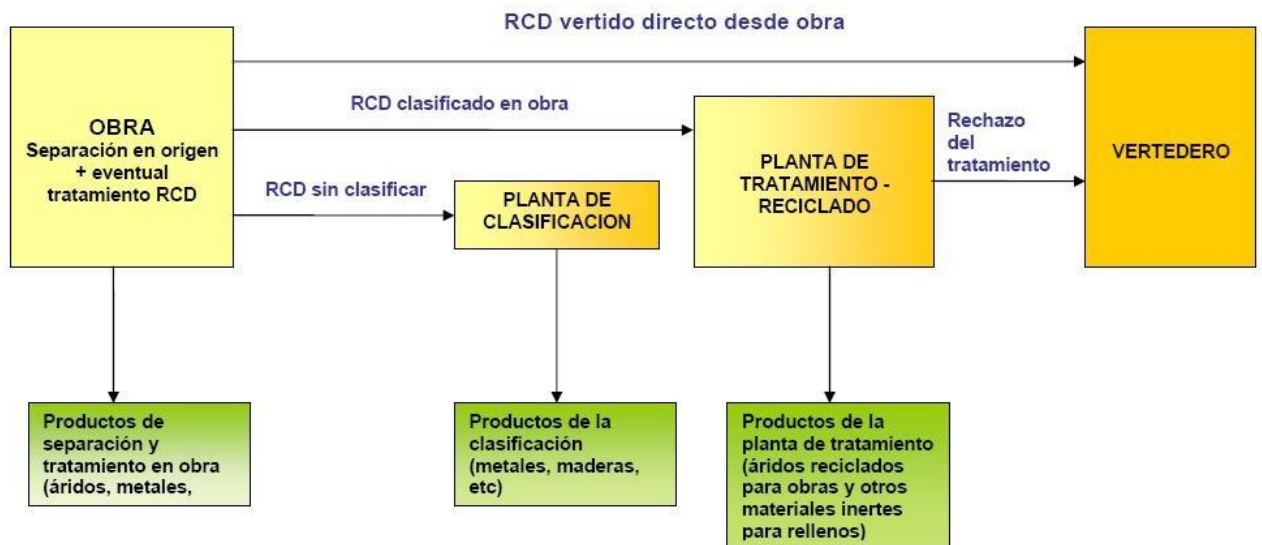 RCD vertido directo desde obra
OBRA
Separación en origen
+ eventual
tratamiento RCD
RCD clasificado en obra
RCD sin clasificar
PLANTA DE
CLASIFICACION
PLANTA DE
TRATAMIENTO -
RECICLADO
Rechazo
del
tratamiento
VERTEDERO
Productos de
separación y
tratamiento en obra
(áridos, metales,
Productos de la
clasificación
(metales, maderas,
etc)
Productos de la
planta de tratamiento
(áridos reciclados
para obras y otros
materiales inertes
para rellenos)